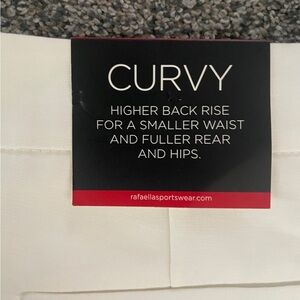 CURVY
HIGHER BACK RISE
FOR A SMALLER WAIST
AND FULLER REAR
AND HIPS.
rafaellasportswear.com